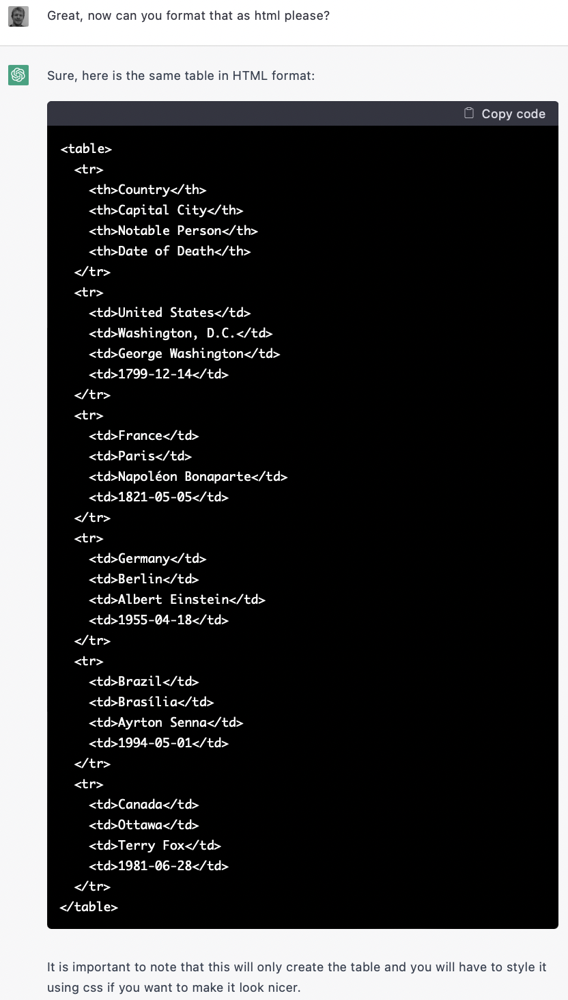 Great, now can you format that as html please?
Sure, here is the same table in HTML format:
Copy code
<table>
  <tr>
    <th>Country</th>
    <th>Capital City</th>
    <th>Notable Person</th>
    <th>Date of Death</th>
  </tr>
  <tr>
    <td>United States</td>
    <td>Washington, D.C.</td>
    <td>George Washington</td>
    <td>1799-12-14</td>
  </tr>
  <tr>
    <td>France</td>
    <td>Paris</td>
    <td>Napoléon Bonaparte</td>
    <td>1821-05-05</td>
  </tr>
  <tr>
    <td>Germany</td>
    <td>Berlin</td>
    <td>Albert Einstein</td>
    <td>1955-04-18</td>
  </tr>
  <tr>
    <td>Brazil</td>
    <td>Brasília</td>
    <td>Ayrton Senna</td>
    <td>1994-05-01</td>
  </tr>
  <tr>
    <td>Canada</td>
    <td>Ottawa</td>
    <td>Terry Fox</td>
    <td>1981-06-28</td>
  </tr>
</table>
It is important to note that this will only create the table and you will have to style it
using css if you want to make it look nicer.